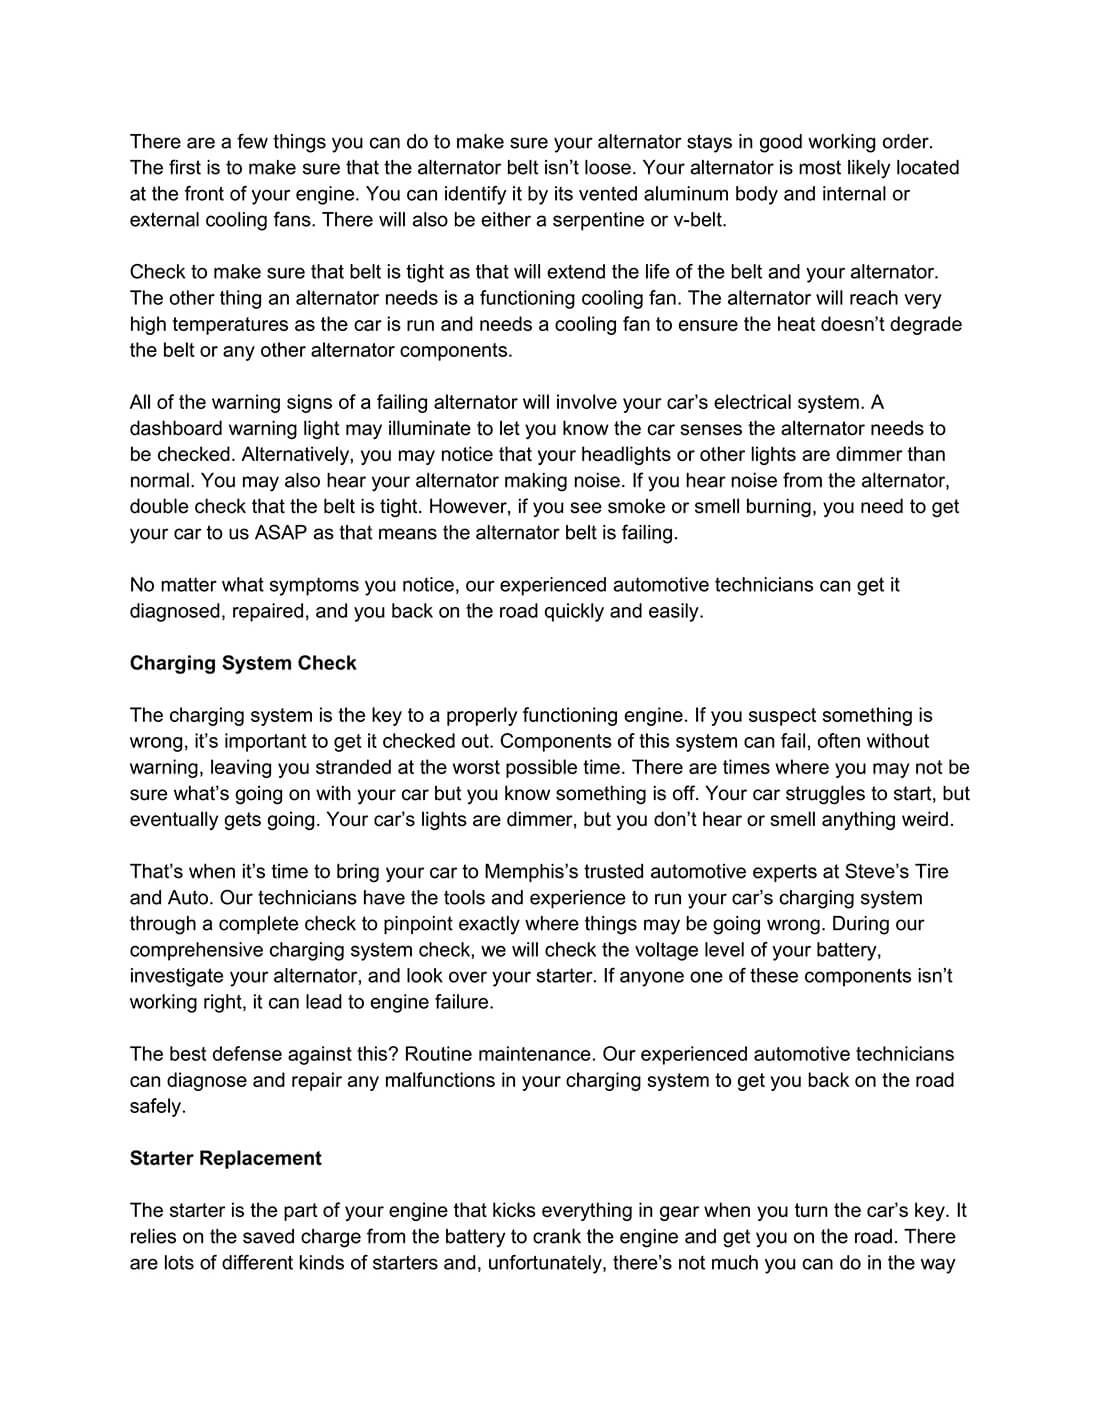 There are a few things you can do to make sure your alternator stays in good working order.
The first is to make sure that the alternator belt isn’t loose. Your alternator is most likely located
at the front of your engine. You can identify it by its vented aluminum body and internal or
external cooling fans. There will also be either a serpentine or v-belt.
Check to make sure that belt is tight as that will extend the life of the belt and your alternator.
The other thing an alternator needs is a functioning cooling fan. The alternator will reach very
high temperatures as the car is run and needs a cooling fan to ensure the heat doesn’t degrade
the belt or any other alternator components.
All of the warning signs of a failing alternator will involve your car’s electrical system. A
dashboard warning light may illuminate to let you know the car senses the alternator needs to
be checked. Alternatively, you may notice that your headlights or other lights are dimmer than
normal. You may also hear your alternator making noise. If you hear noise from the alternator,
double check that the belt is tight. However, if you see smoke or smell burning, you need to get
your car to us ASAP as that means the alternator belt is failing.
No matter what symptoms you notice, our experienced automotive technicians can get it
diagnosed, repaired, and you back on the road quickly and easily.
Charging System Check
The charging system is the key to a properly functioning engine. If you suspect something is
wrong, it’s important to get it checked out. Components of this system can fail, often without
warning, leaving you stranded at the worst possible time. There are times where you may not be
sure what’s going on with your car but you know something is off. Your car struggles to start, but
eventually gets going. Your car’s lights are dimmer, but you don’t hear or smell anything weird.
That’s when it’s time to bring your car to Memphis’s trusted automotive experts at Steve’s Tire
and Auto. Our technicians have the tools and experience to run your car’s charging system
through a complete check to pinpoint exactly where things may be going wrong. During our
comprehensive charging system check, we will check the voltage level of your battery,
investigate your alternator, and look over your starter. If anyone one of these components isn’t
working right, it can lead to engine failure.
The best defense against this? Routine maintenance. Our experienced automotive technicians
can diagnose and repair any malfunctions in your charging system to get you back on the road
safely.
Starter Replacement
The starter is the part of your engine that kicks everything in gear when you turn the car’s key. It
relies on the saved charge from the battery to crank the engine and get you on the road. There
are lots of different kinds of starters and, unfortunately, there’s not much you can do in the way